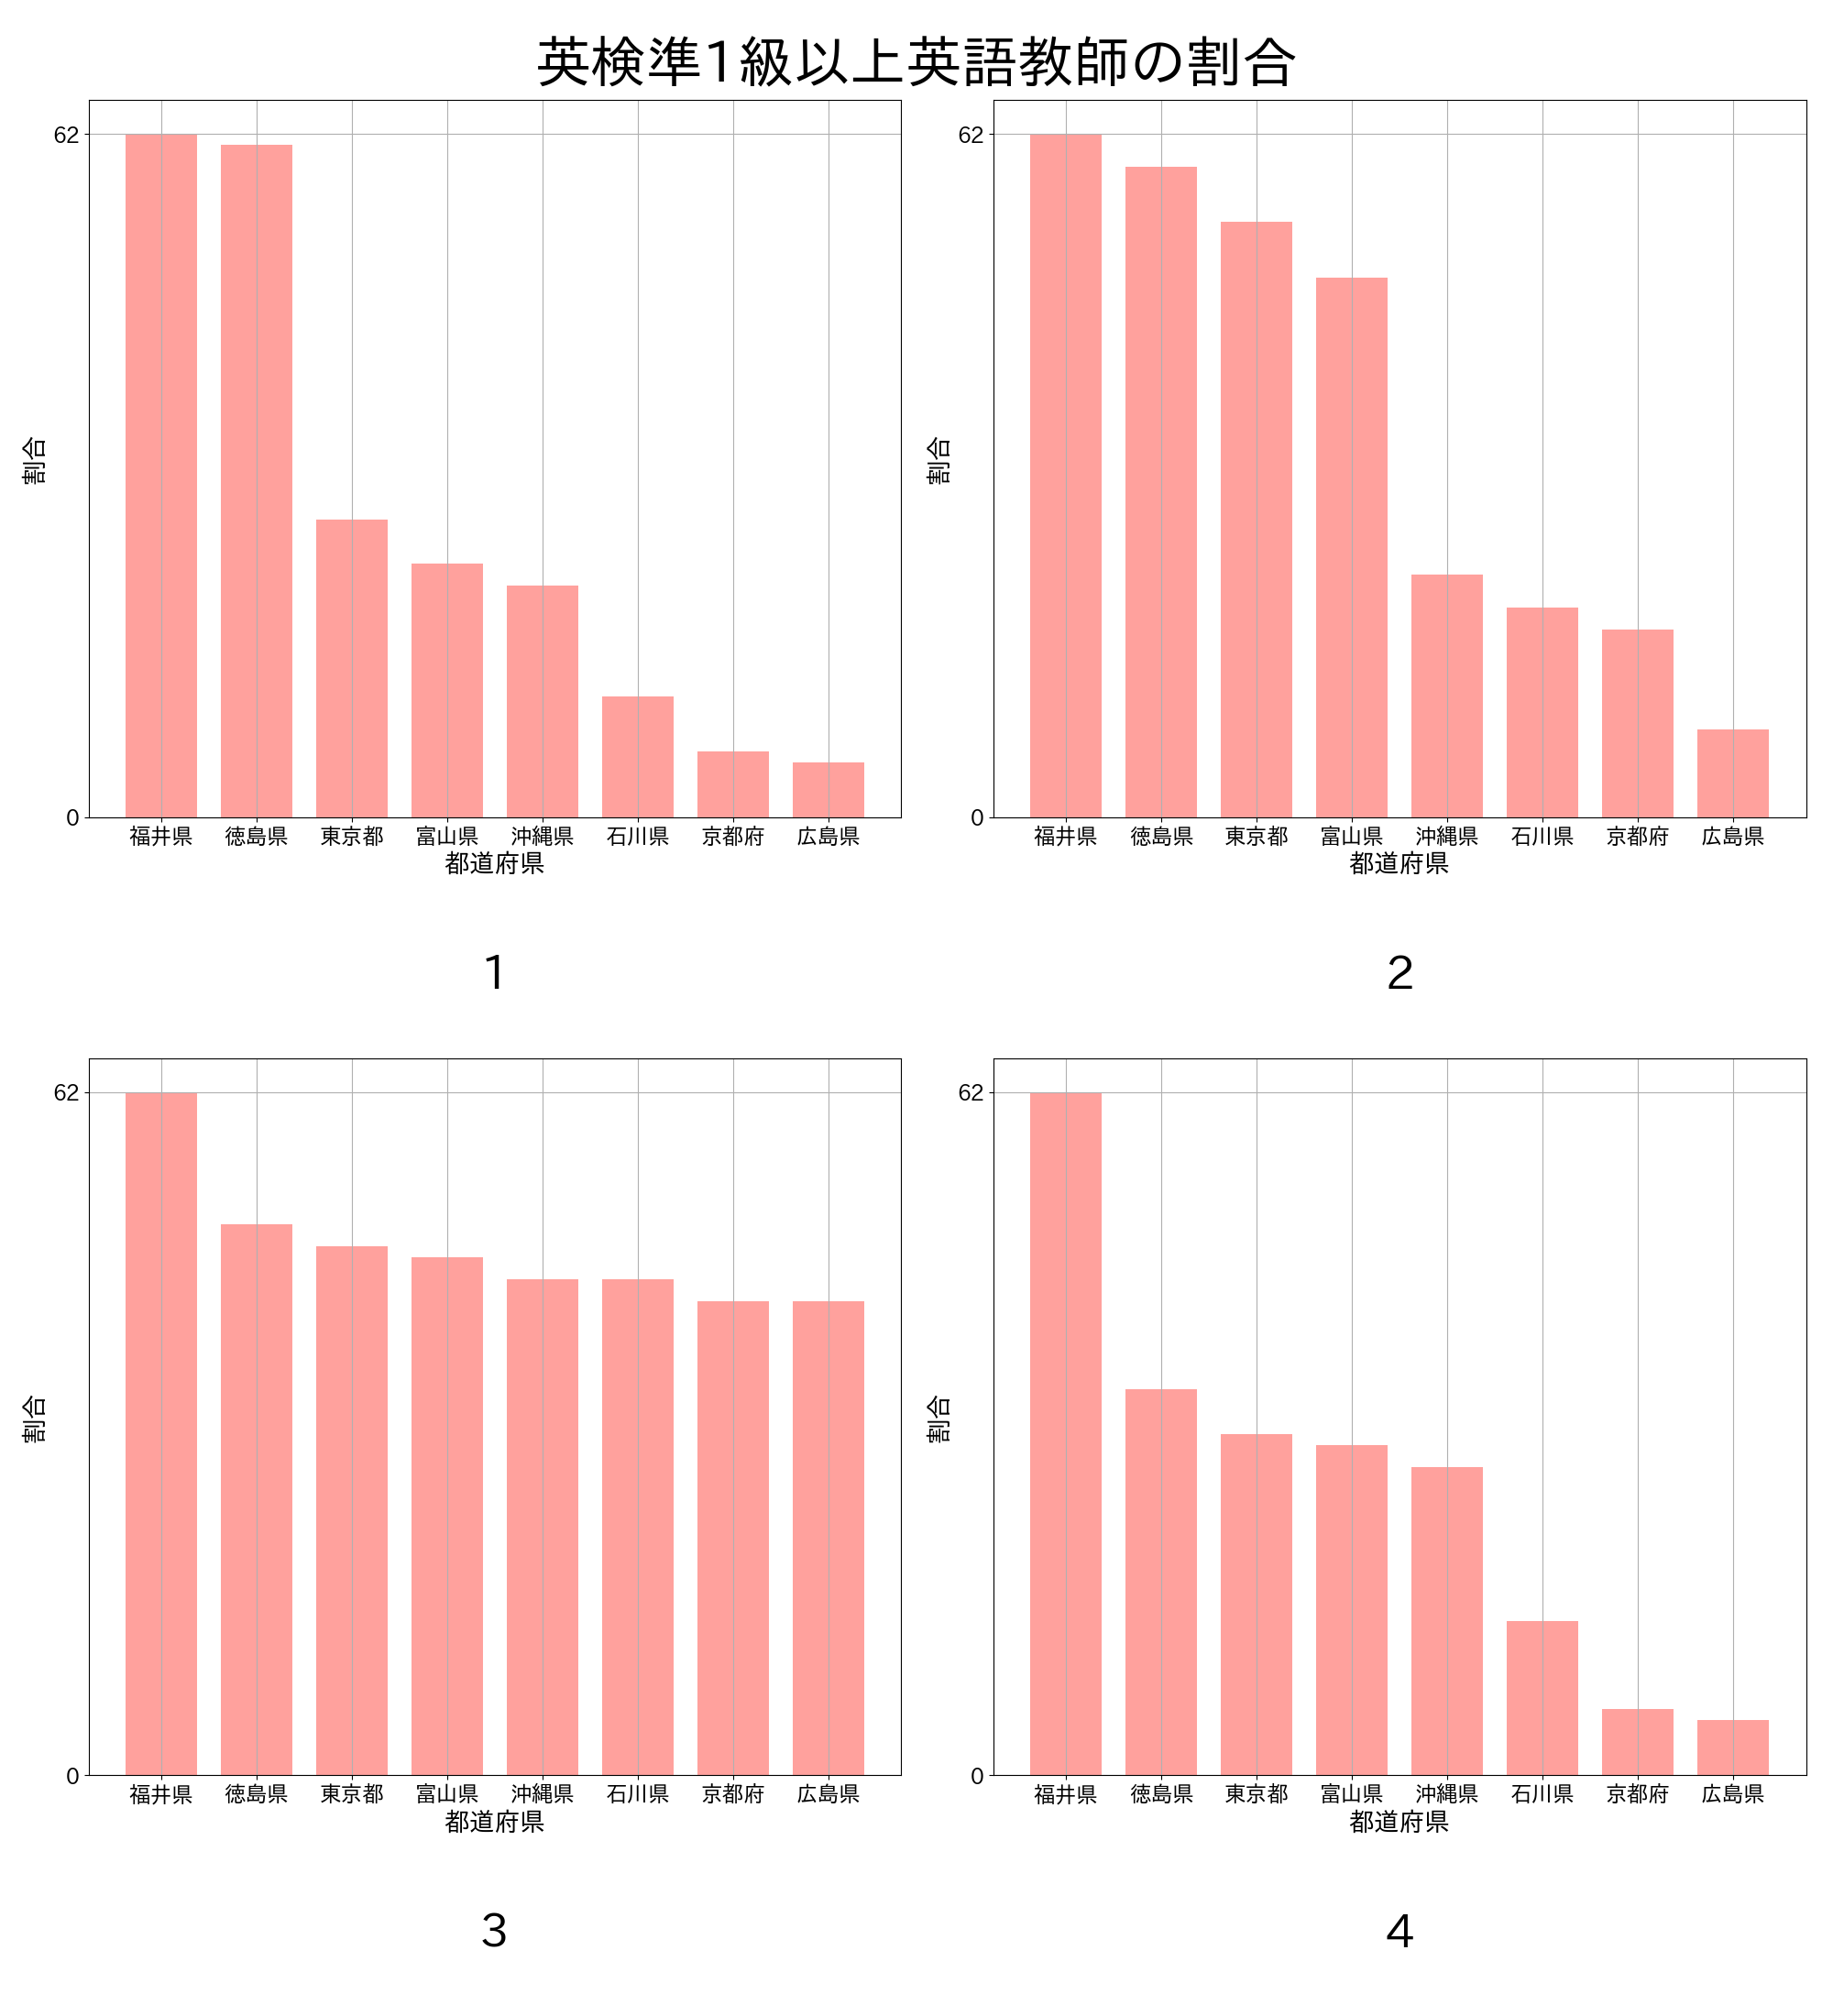 英検準1級以上英語教師の割合
62
0
割合
福井県 徳島県 東京都 富山県 沖縄県 石川県 京都府 広島県
都道府県
1
62
0
割合
福井県 徳島県 東京都 富山県 沖縄県 石川県 京都府 広島県
都道府県
2
62
0
割合
福井県 徳島県 東京都 富山県 沖縄県 石川県 京都府 広島県
都道府県
3
62
0
割合
福井県 徳島県 東京都 富山県 沖縄県 石川県 京都府 広島県
都道府県
4